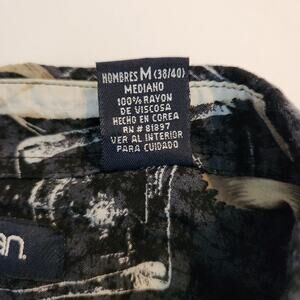 HOMBRES M (38/40)
MEDIANO
100% RAYON
DE VISCOSA
HECHO EN COREA
RN # 81897
VER AL INTERIOR
PARA CUIDADO